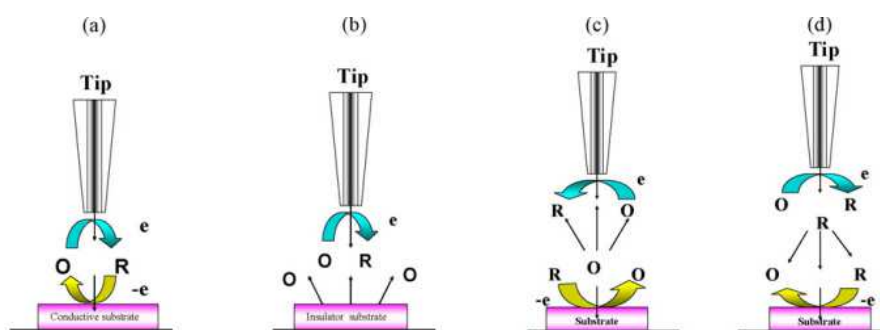 (a) (b) (c) (d)
Tip Tip Tip Tip
e e e e
O R O R R O O R
O O O R
R O O R
-e -e -e
Conductive substrate Insulator substrate Substrate Substrate